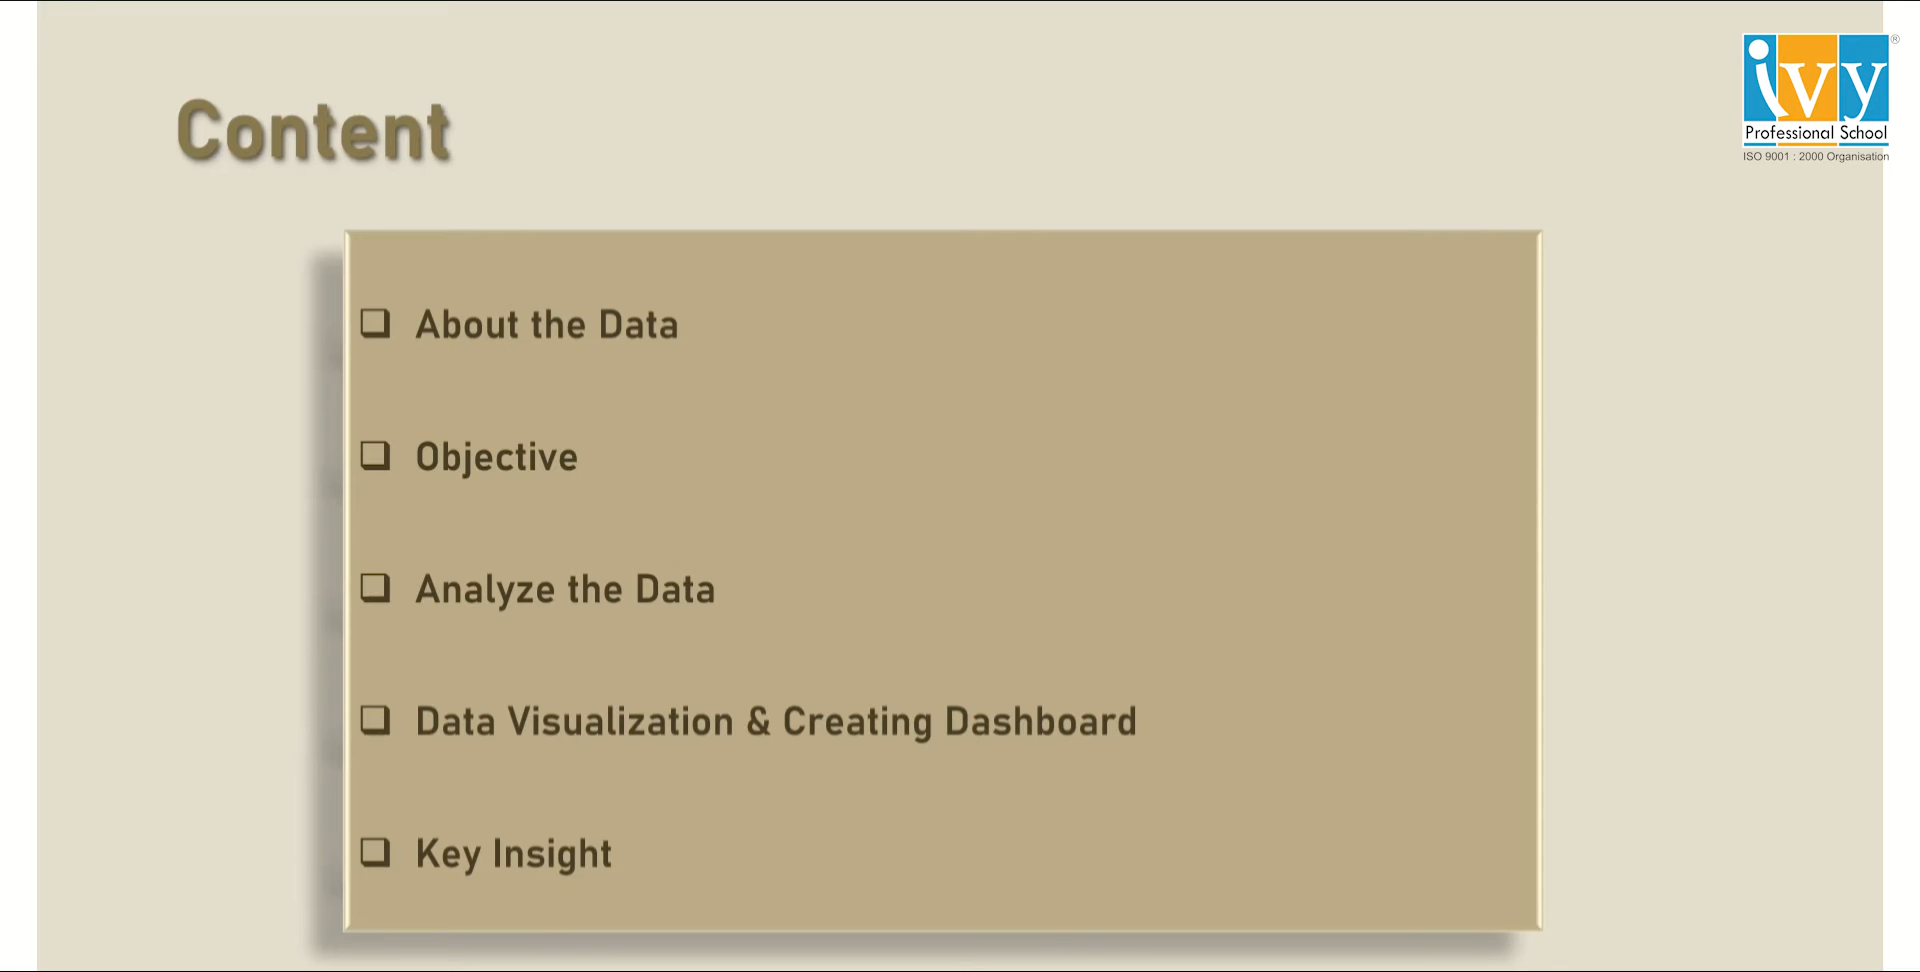 Content
ivy
®
Professional School
ISO 9001 : 2000 Organisation
About the Data
Objective
Analyze the Data
Data Visualization & Creating Dashboard
Key Insight